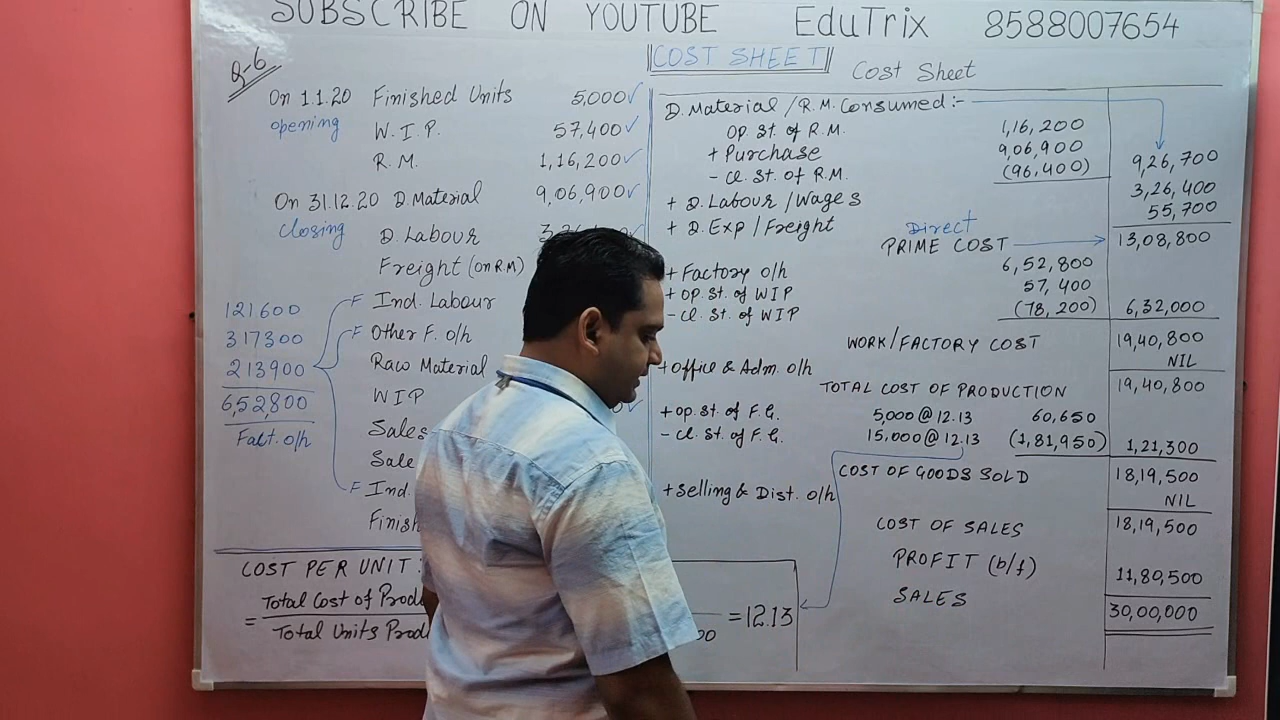 SUBSCRIBE ON YOUTUBE EduTrix 8588007654
COST SHEET
Q-6
On 1.1.20 Finished Units 5,000 ✓
opening W.I.P. 57,400 ✓
R.M. 1,16,200 ✓
On 31.12.20 D.Material 9,06,900 ✓
closing D. Labour
Freight (on R.M)
F Ind. Labour
F Other F. o/h
Raw Material
WIP
Sales
Sale
F Ind.
Finish
121600
317300
213900
6,52,800
Fact. o/h
COST PER UNIT:
= Total Cost of Prod
Total Units Prod
00
=12.13
Cost Sheet
D.Material / R.M. Consumed:-
Op. St. of R.M. 1,16,200
+ Purchase 9,06,900
- Cl. St. of R.M. (96,400) 9,26,700
+ D.Labour / Wages 3,26,400
+ D.Exp / Freight 55,700
Direct
PRIME COST 13,08,800
+ Factory o/h 6,52,800
+ op. St. of WIP 57,400
- Cl. St. of WIP (78,200) 6,32,000
WORK/FACTORY COST 19,40,800
+ Office & Adm. o/h NIL
TOTAL COST OF PRODUCTION 19,40,800
+ op. St. of F.G. 5,000 @ 12.13 60,650
- Cl. St. of F.G. 15,000 @ 12.13 (1,81,950) 1,21,300
COST OF GOODS SOLD 18,19,500
+ Selling & Dist. o/h NIL
COST OF SALES 18,19,500
PROFIT (b/f) 11,80,500
SALES 30,00,000